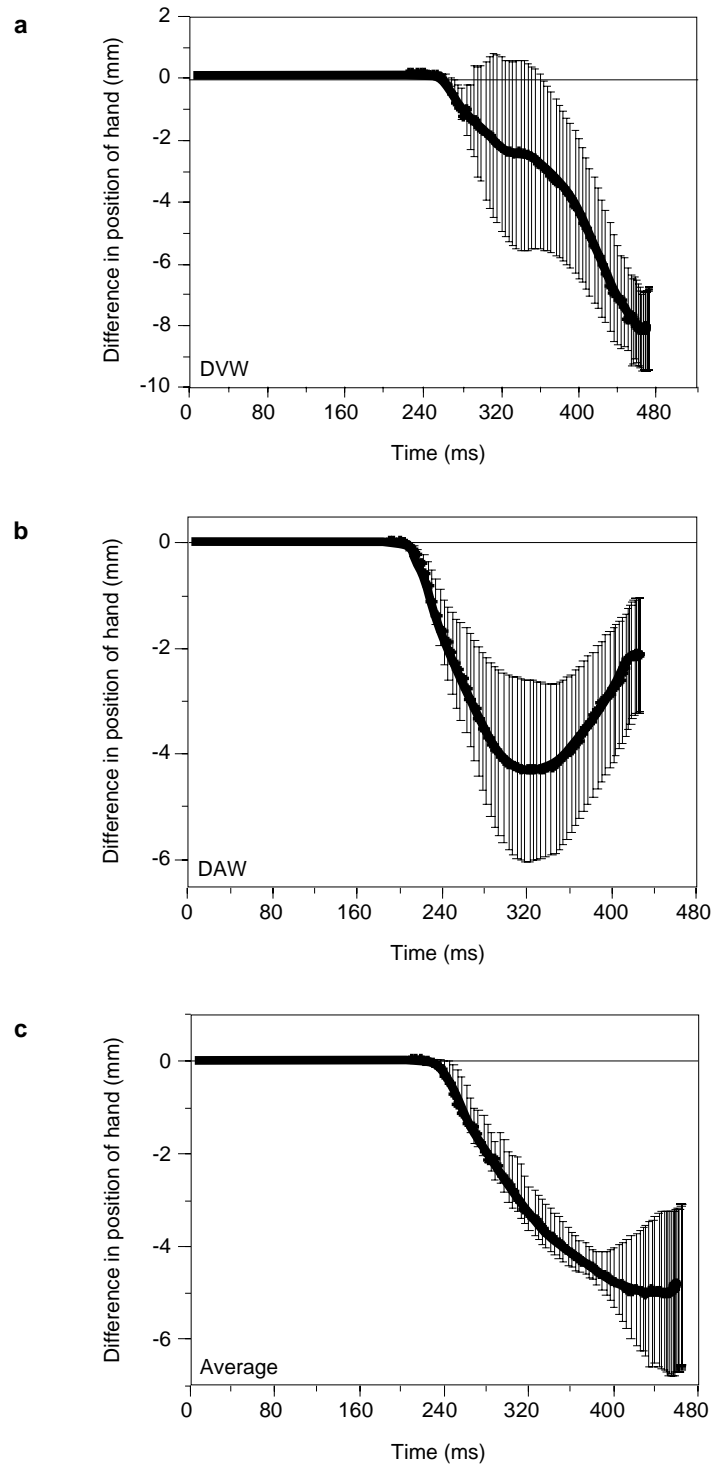 a
Difference in position of hand (mm)
2
0
-2
-4
-6
-8
-10
DVW
0 80 160 240 320 400 480
Time (ms)
b
Difference in position of hand (mm)
0
-2
-4
-6
DAW
0 80 160 240 320 400 480
Time (ms)
c
Difference in position of hand (mm)
0
-2
-4
-6
Average
0 80 160 240 320 400 480
Time (ms)